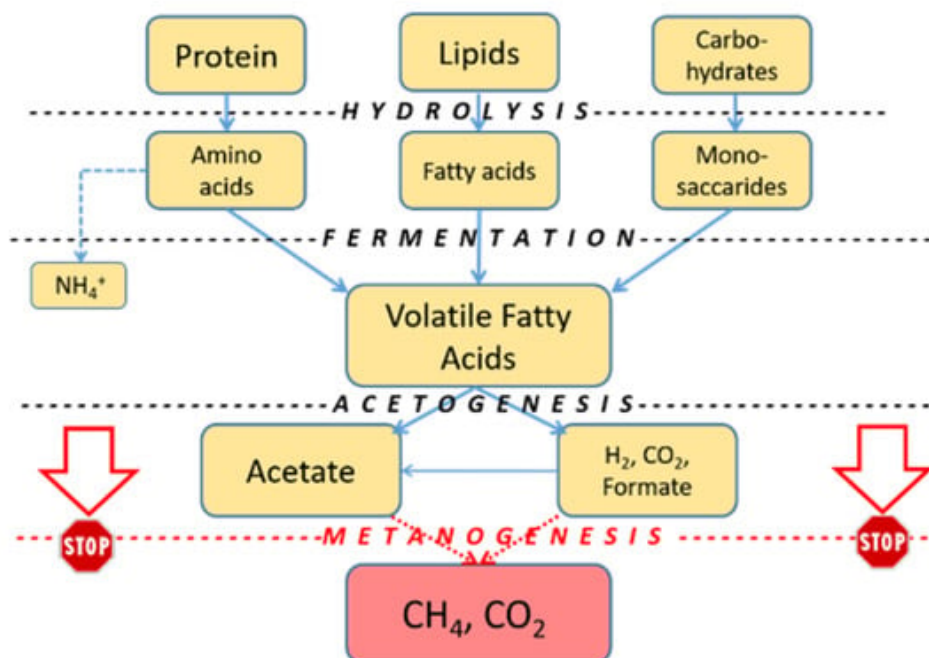 Protein
Lipids
Carbo-
hydrates
HYDROLYSIS
Amino
acids
Fatty acids
Mono-
saccarides
FERMENTATION
NH₄⁺
Volatile Fatty
Acids
ACETOGENESIS
Acetate
H₂, CO₂,
Formate
METANOGENESIS
STOP
STOP
CH₄, CO₂